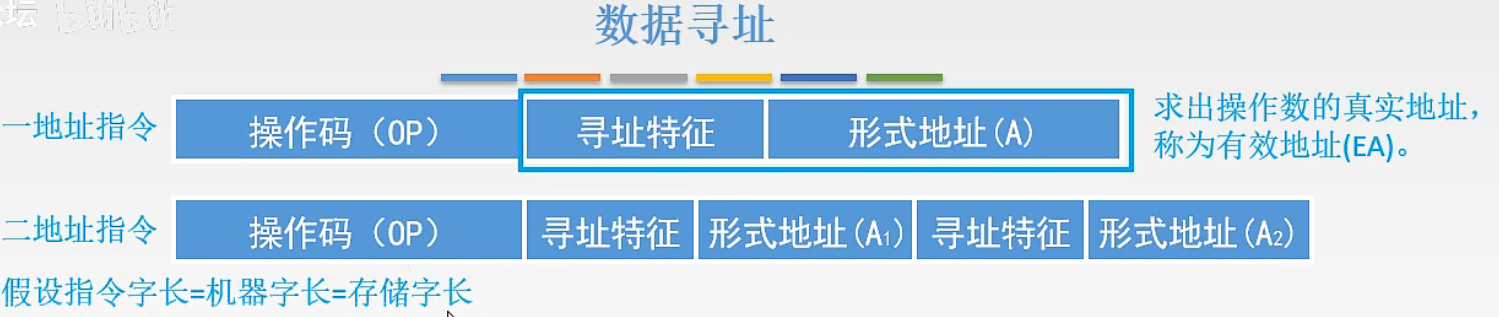 坛
数据寻址
一地址指令 操作码（OP） 寻址特征 形式地址(A) 求出操作数的真实地址，
称为有效地址(EA)。
二地址指令 操作码（OP） 寻址特征 形式地址(A₁) 寻址特征 形式地址(A₂)
假设指令字长=机器字长=存储字长